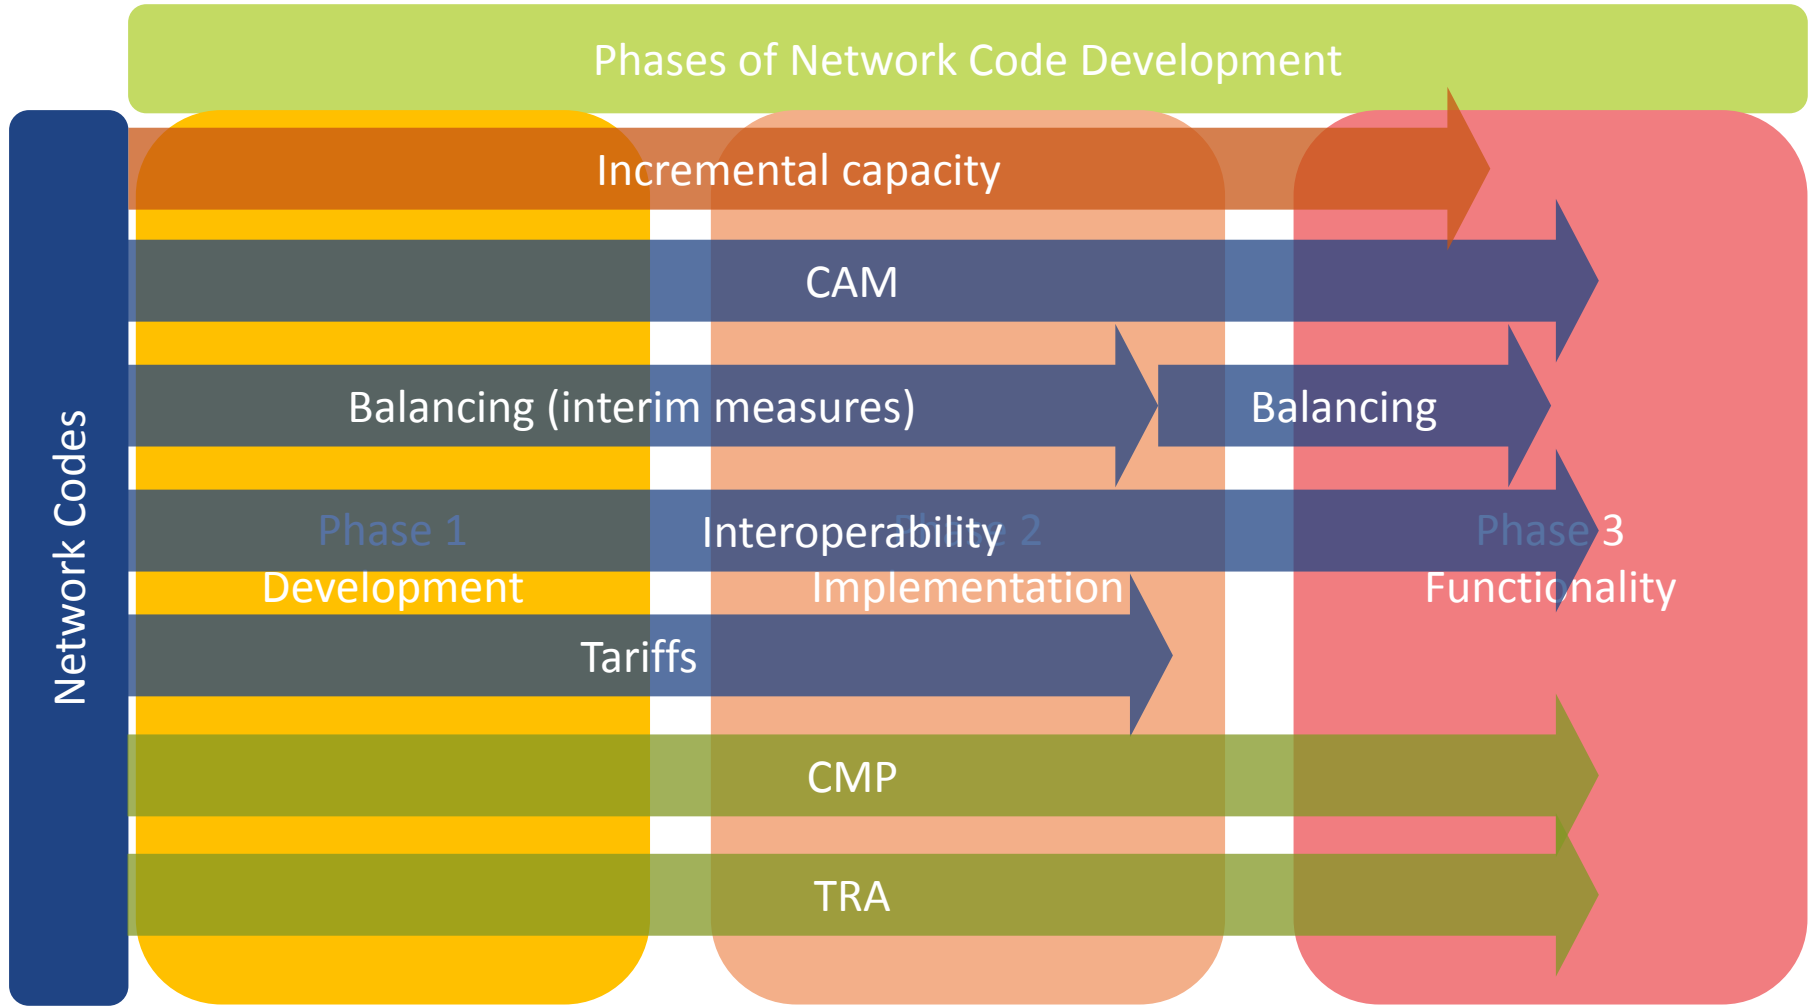 Phases of Network Code Development
Network Codes
Incremental capacity
CAM
Balancing (interim measures)
Balancing
Phase 1
Development
Interoperability
Phase 2
Implementation
Phase 3
Functionality
Tariffs
CMP
TRA